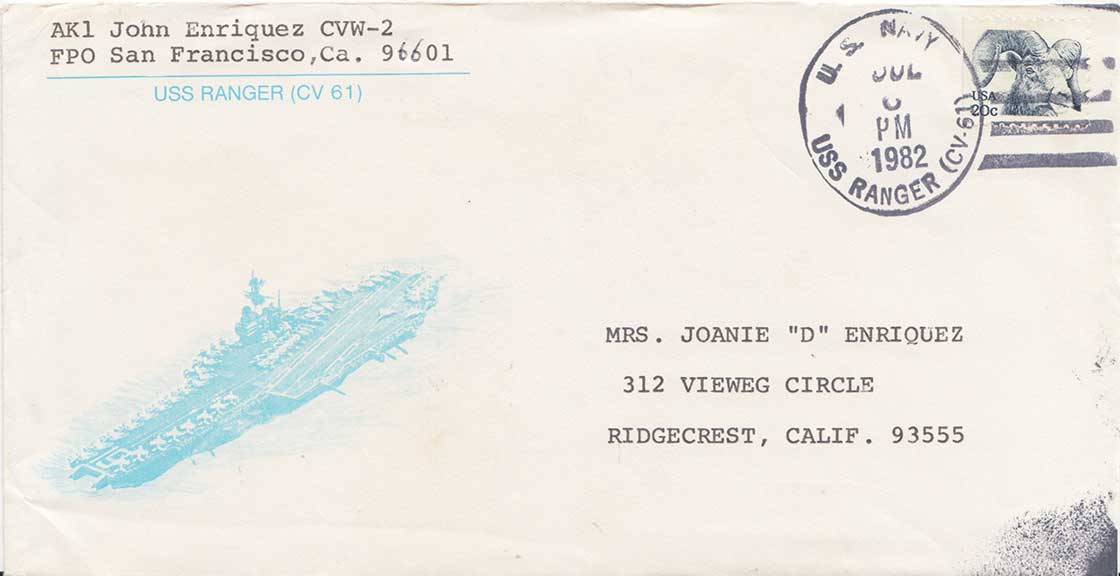 AK1 John Enriquez CVW-2
FPO San Francisco,Ca. 96601
USS RANGER (CV 61)
U.S. NAVY
JUL
PM
1982
USS RANGER (CV-61)
USA
20c
MRS. JOANIE "D" ENRIQUEZ
312 VIEWEG CIRCLE
RIDGECREST, CALIF. 93555